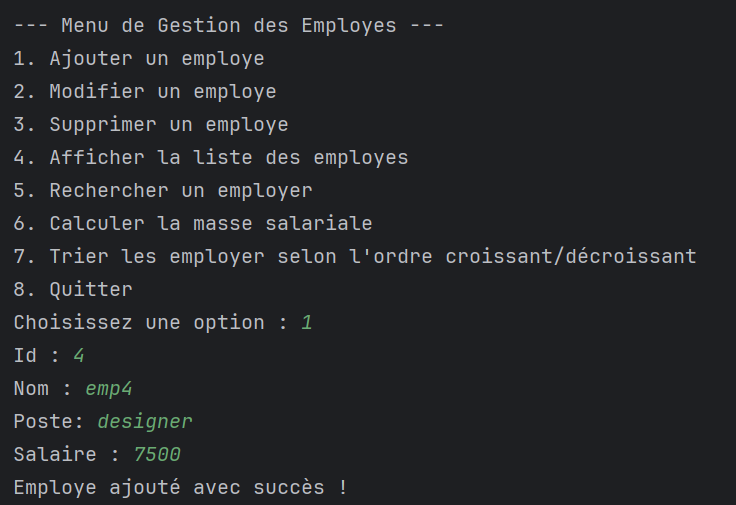 --- Menu de Gestion des Employes ---
1. Ajouter un employe
2. Modifier un employe
3. Supprimer un employe
4. Afficher la liste des employes
5. Rechercher un employer
6. Calculer la masse salariale
7. Trier les employer selon l'ordre croissant/décroissant
8. Quitter
Choisissez une option : 1
Id : 4
Nom : emp4
Poste: designer
Salaire : 7500
Employe ajouté avec succès !